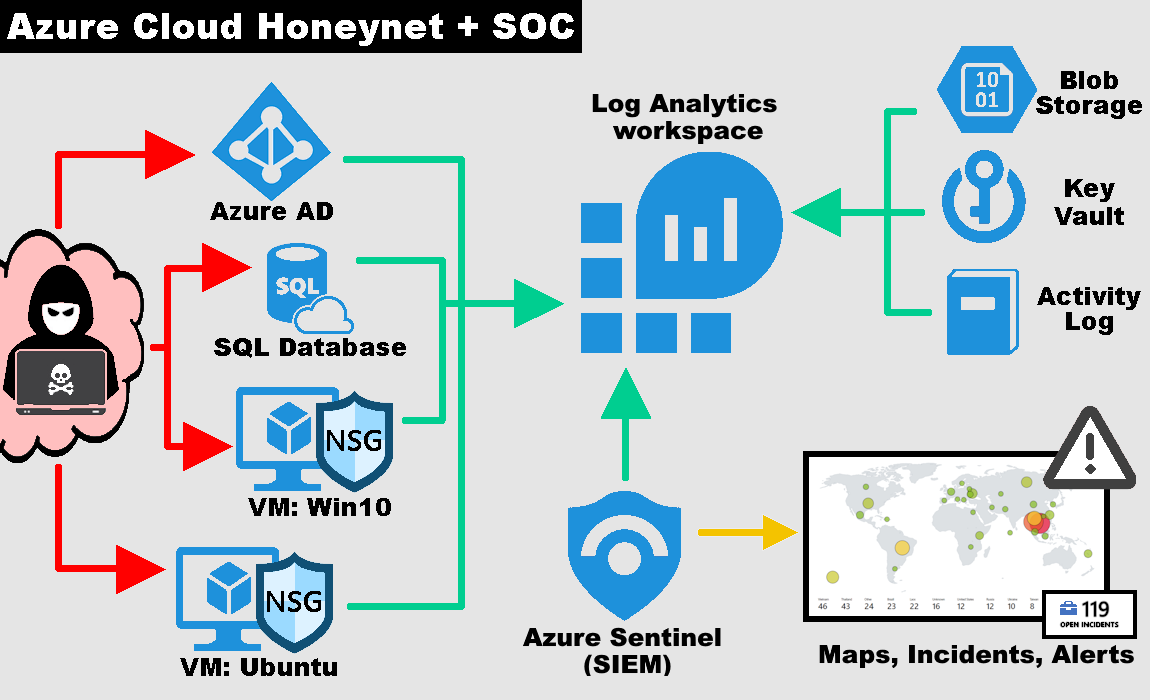 Azure Cloud Honeynet + SOC
Azure AD
SQL
SQL Database
NSG
VM: Win10
NSG
VM: Ubuntu
Log Analytics
workspace
10
01
Blob
Storage
Key
Vault
Activity
Log
Azure Sentinel
(SIEM)
46 43 24 23 22 16 12 12 10 8
119
OPEN INCIDENTS
Maps, Incidents, Alerts